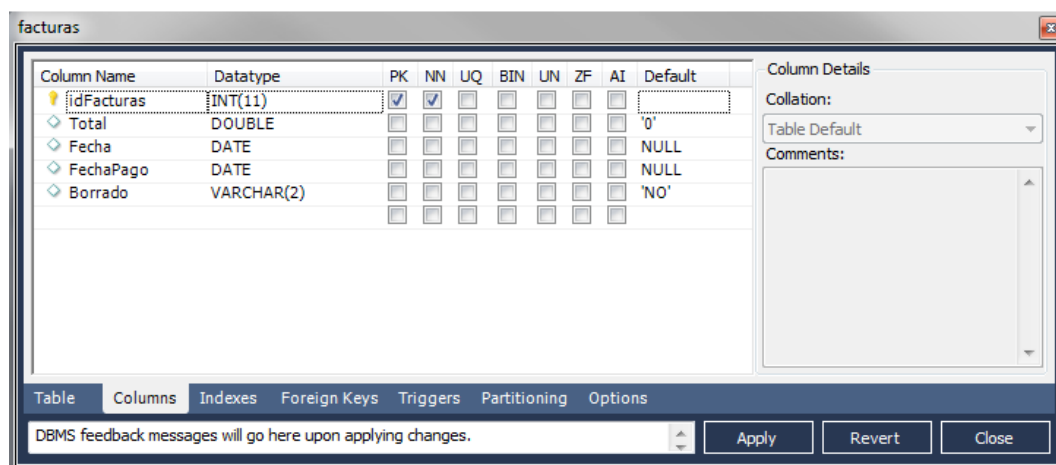 facturas
Column Name Datatype PK NN UQ BIN UN ZF AI Default
idFacturas INT(11)
Total DOUBLE '0'
Fecha DATE NULL
FechaPago DATE NULL
Borrado VARCHAR(2) 'NO'
Column Details
Collation:
Table Default
Comments:
Table Columns Indexes Foreign Keys Triggers Partitioning Options
DBMS feedback messages will go here upon applying changes.
Apply Revert Close